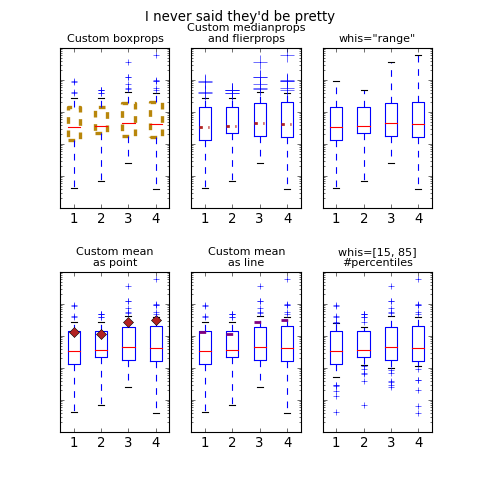 I never said they'd be pretty
Custom boxprops
Custom medianprops
and flierprops
whis="range"
1 2 3 4
1 2 3 4
1 2 3 4
Custom mean
as point
Custom mean
as line
whis=[15, 85]
#percentiles
1 2 3 4
1 2 3 4
1 2 3 4